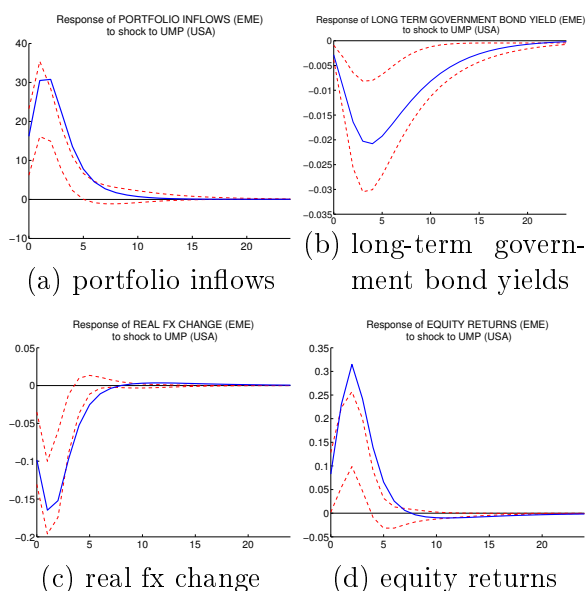 Response of PORTFOLIO INFLOWS (EME)
to shock to UMP (USA)
40
30
20
10
0
−10
0 5 10 15 20
(a) portfolio inflows
Response of LONG TERM GOVERNMENT BOND YIELD (EME)
to shock to UMP (USA)
0
−0.005
−0.01
−0.015
−0.02
−0.025
−0.03
−0.035
0 5 10 15 20
(b) long-term govern-
ment bond yields
Response of REAL FX CHANGE (EME)
to shock to UMP (USA)
0.05
0
−0.05
−0.1
−0.15
−0.2
0 5 10 15 20
(c) real fx change
Response of EQUITY RETURNS (EME)
to shock to UMP (USA)
0.35
0.3
0.25
0.2
0.15
0.1
0.05
0
−0.05
0 5 10 15 20
(d) equity returns